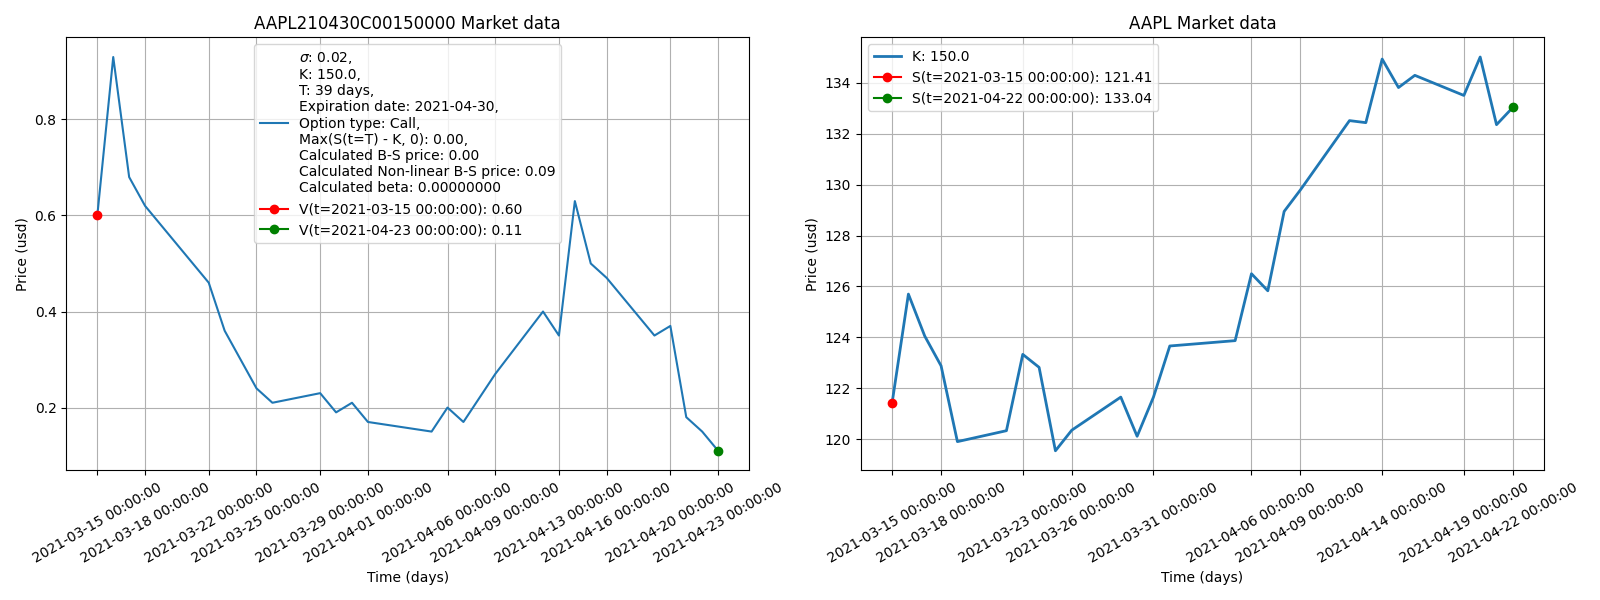 AAPL210430C00150000 Market data
σ: 0.02,
K: 150.0,
T: 39 days,
Expiration date: 2021-04-30,
Option type: Call,
Max(S(t=T) - K, 0): 0.00,
Calculated B-S price: 0.00
Calculated Non-linear B-S price: 0.09
Calculated beta: 0.00000000
V(t=2021-03-15 00:00:00): 0.60
V(t=2021-04-23 00:00:00): 0.11
Price (usd)
0.8
0.6
0.4
0.2
2021-03-15 00:00:00
2021-03-18 00:00:00
2021-03-22 00:00:00
2021-03-25 00:00:00
2021-03-29 00:00:00
2021-04-01 00:00:00
2021-04-06 00:00:00
2021-04-09 00:00:00
2021-04-13 00:00:00
2021-04-16 00:00:00
2021-04-20 00:00:00
2021-04-23 00:00:00
Time (days)
AAPL Market data
K: 150.0
S(t=2021-03-15 00:00:00): 121.41
S(t=2021-04-22 00:00:00): 133.04
Price (usd)
134
132
130
128
126
124
122
120
2021-03-15 00:00:00
2021-03-18 00:00:00
2021-03-23 00:00:00
2021-03-26 00:00:00
2021-03-31 00:00:00
2021-04-06 00:00:00
2021-04-09 00:00:00
2021-04-14 00:00:00
2021-04-19 00:00:00
2021-04-22 00:00:00
Time (days)